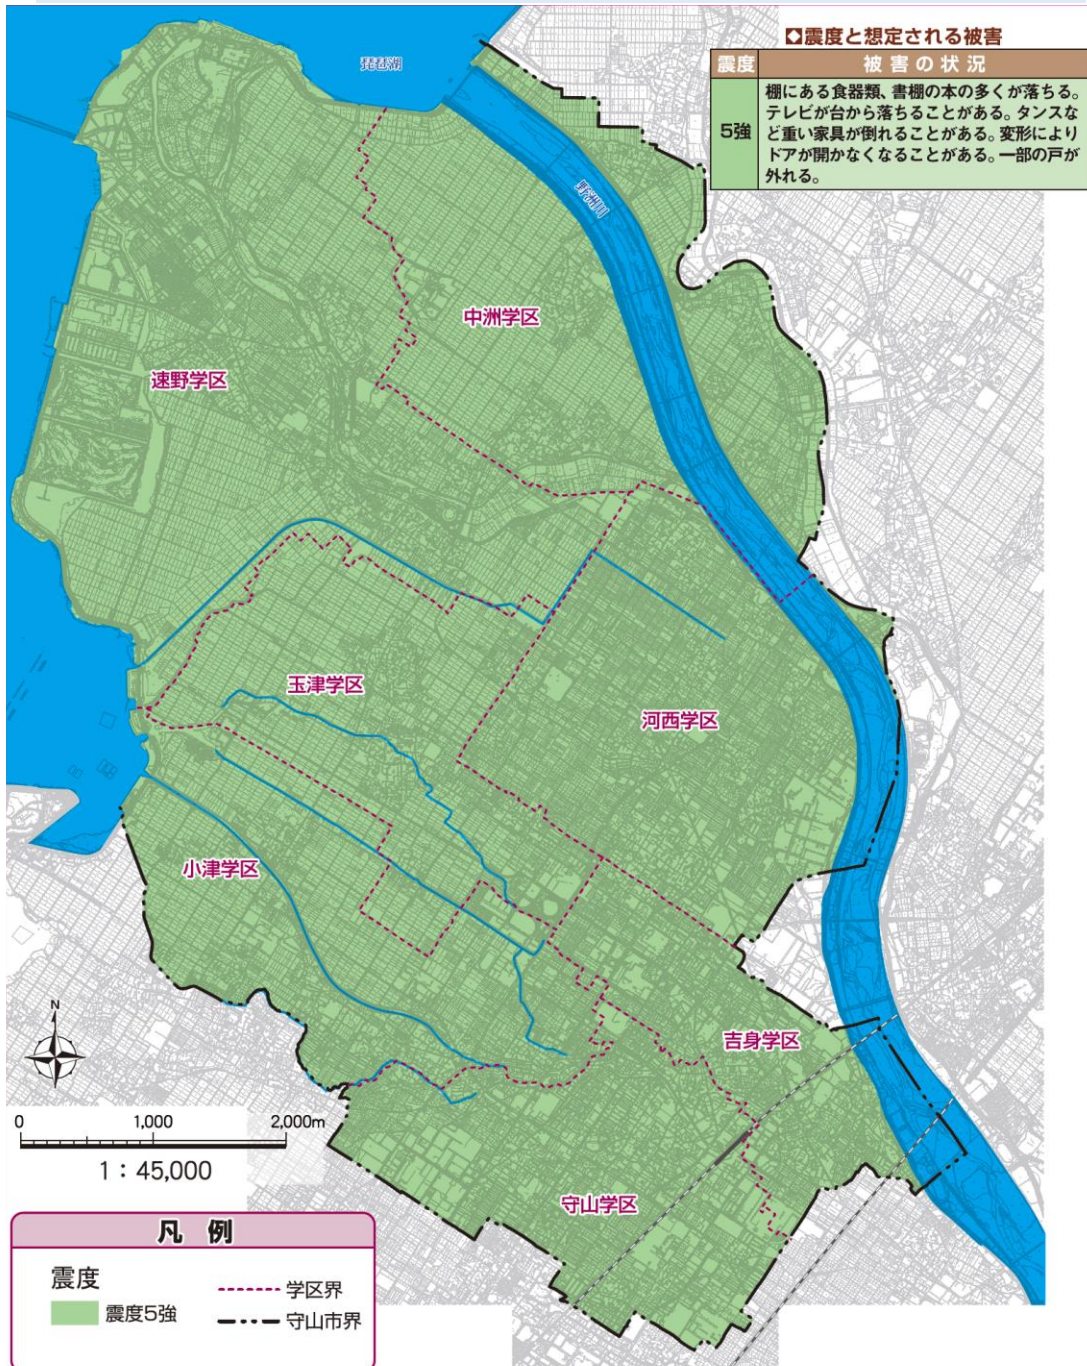 ◘震度と想定される被害
震度
被害の状況
5強
棚にある食器類、書棚の本の多くが落ちる。
テレビが台から落ちることがある。タンスな
ど重い家具が倒れることがある。変形により
ドアが開かなくなることがある。一部の戸が
外れる。
琵琶湖
野洲川
中洲学区
速野学区
玉津学区
河西学区
小津学区
吉身学区
守山学区
N
0
1,000
2,000m
1：45,000
凡 例
震度
震度5強
学区界
守山市界